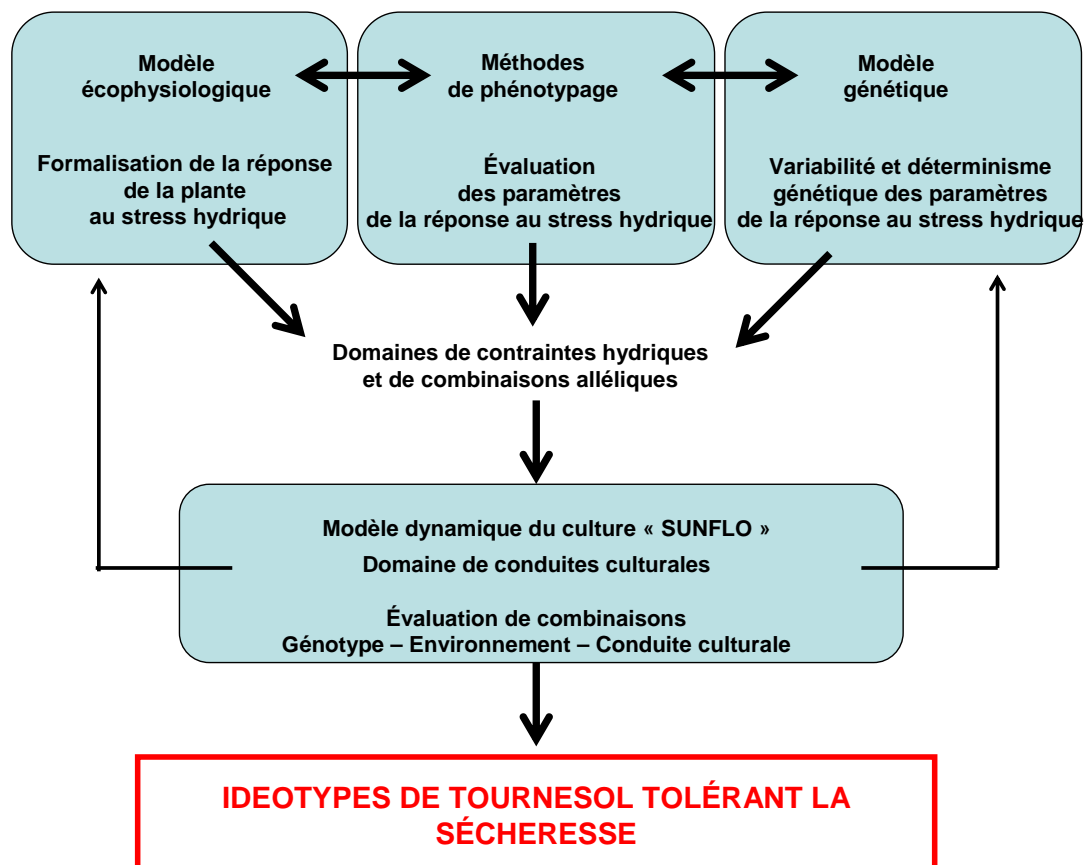 Modèle
écophysiologique
Formalisation de la réponse
de la plante
au stress hydrique
Méthodes
de phénotypage
Évaluation
des paramètres
de la réponse au stress hydrique
Modèle
génétique
Variabilité et déterminisme
génétique des paramètres
de la réponse au stress hydrique
Domaines de contraintes hydriques
et de combinaisons alléliques
Modèle dynamique du culture « SUNFLO »
Domaine de conduites culturales
Évaluation de combinaisons
Génotype – Environnement – Conduite culturale
IDEOTYPES DE TOURNESOL TOLÉRANT LA
SÉCHERESSE